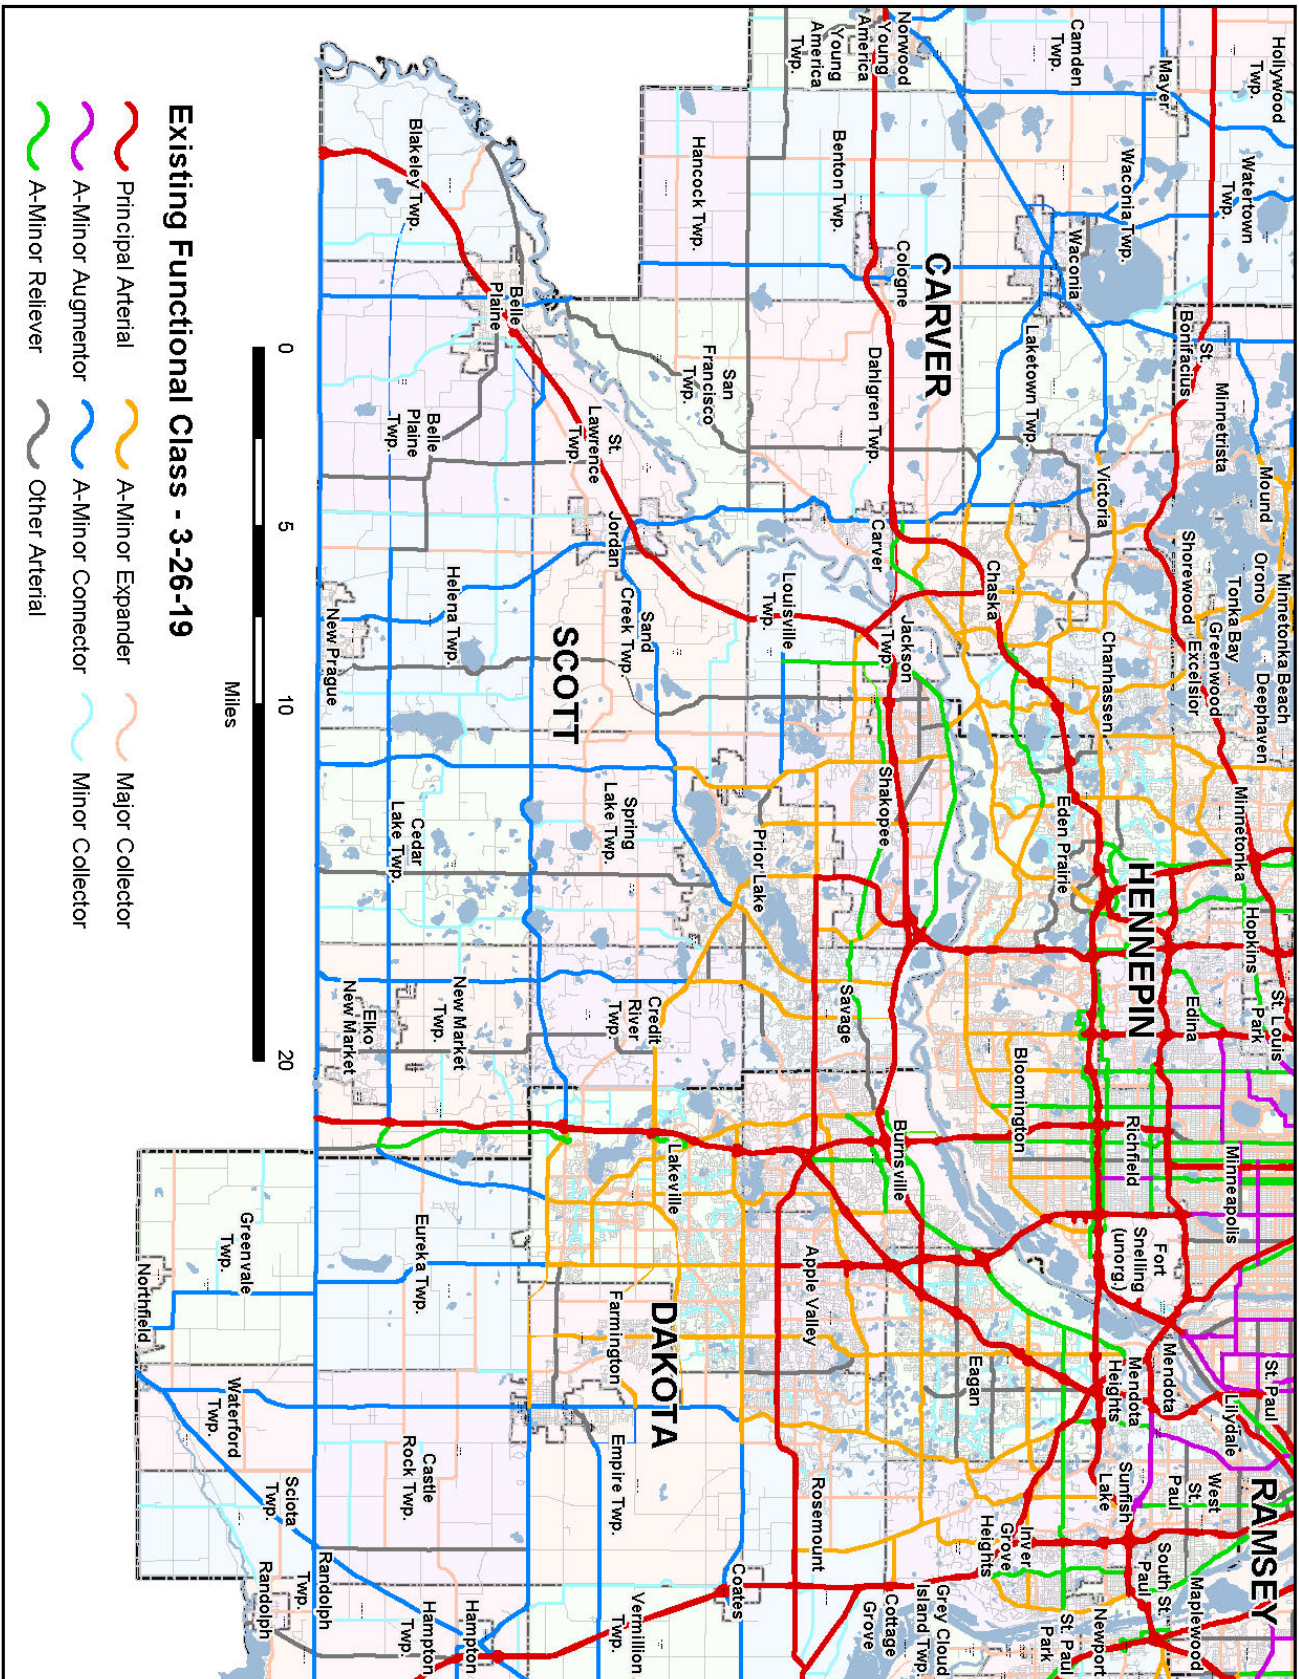 Hollywood
Twp.
Watertown
Twp.
Camden
Twp.
Mayer
Norwood
Young
America
Young
America
Twp.
Waconia Twp.
Waconia
Benton Twp.
Hancock Twp.
Cologne
CARVER
Laketown Twp.
Dahlgren Twp.
San
Francisco
Twp.
St.
Bonifacius
Minnetrista
Mound
Minnetonka Beach
Orono
Tonka Bay
Deephaven
Greenwood
Shorewood
Excelsior
Victoria
Chanhassen
Carver
Chaska
Minnetonka
Hopkins
St. Louis
Park
Edina
HENNEPIN
Eden Prairie
Bloomington
Richfield
Minneapolis
Fort
Snelling
(unorg.)
St. Paul
Lilydale
Mendota
Mendota
Heights
West
St.
Paul
Sunfish
Lake
RAMSEY
South St.
Paul
Maplewood
Newport
St. Paul
Park
Inver
Grove
Heights
Grey Cloud
Island Twp.
Cottage
Grove
Eagan
Burnsville
Apple Valley
Rosemount
Savage
Shakopee
Jackson
Twp.
Louisville
Twp.
Prior Lake
Blakeley Twp.
Belle
Plaine
Belle
Plaine
Twp.
St.
Lawrence
Twp.
Jordan
Sand
Creek Twp.
Helena Twp.
New Prague
SCOTT
Spring
Lake Twp.
Cedar
Lake Twp.
Credit
River
Twp.
New Market
Twp.
Elko
New Market
Lakeville
DAKOTA
Farmington
Empire Twp.
Coates
Vermillion
Twp.
Eureka Twp.
Castle
Rock Twp.
Hampton
Hampton
Twp.
Greenvale
Twp.
Northfield
Waterford
Twp.
Sciota
Twp.
Randolph
Twp.
Randolph
0 5 10 20
Miles
Existing Functional Class - 3-26-19
Principal Arterial
A-Minor Augmentor
A-Minor Reliever
A-Minor Expander
A-Minor Connector
Other Arterial
Major Collector
Minor Collector